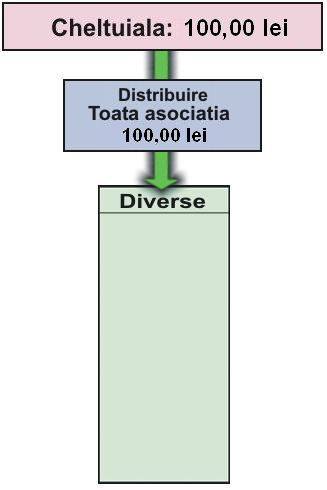 Cheltuiala: 100,00 lei
Distribuire
Toata asociatia
100,00 lei
Diverse